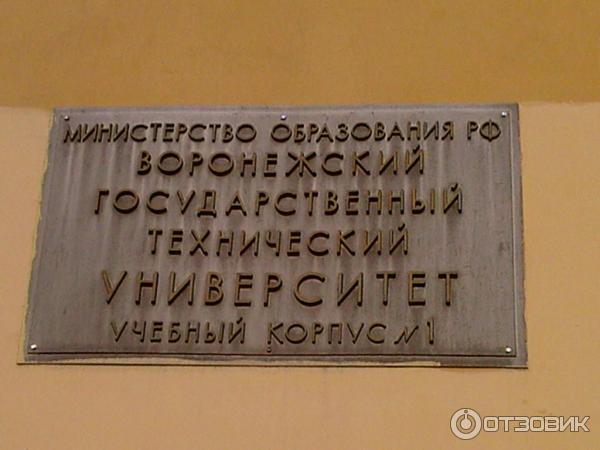 МИНИСТЕРСТВО ОБРАЗОВАНИЯ РФ
ВОРОНЕЖСКИЙ
ГОСУДАРСТВЕННЫЙ
ТЕХНИЧЕСКИЙ
УНИВЕРСИТЕТ
УЧЕБНЫЙ КОРПУС №1
ОТЗОВИК